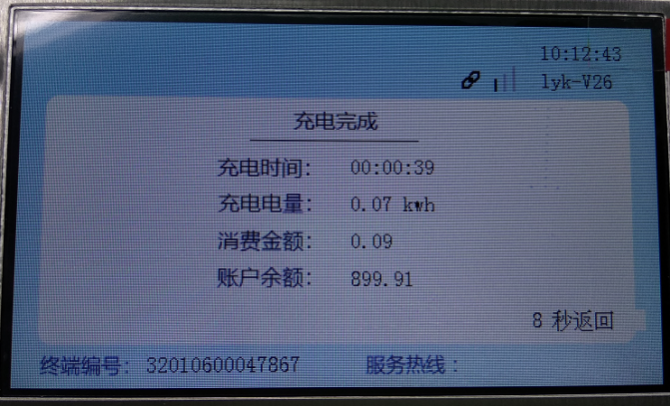 10:12:43
lyk-V26
充电完成
充电时间： 00:00:39
充电电量： 0.07 kwh
消费金额： 0.09
账户余额： 899.91
8 秒返回
终端编号： 32010600047867 服务热线：